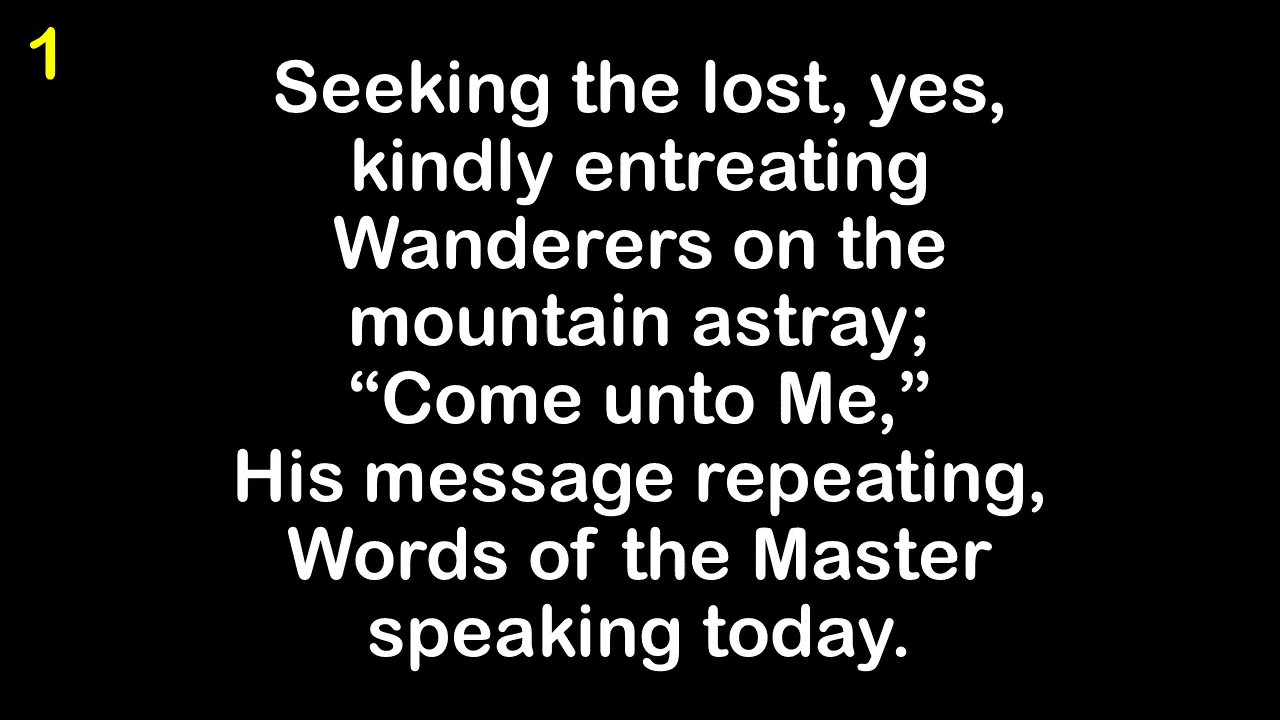 1
Seeking the lost, yes,
kindly entreating
Wanderers on the
mountain astray;
“Come unto Me,”
His message repeating,
Words of the Master
speaking today.